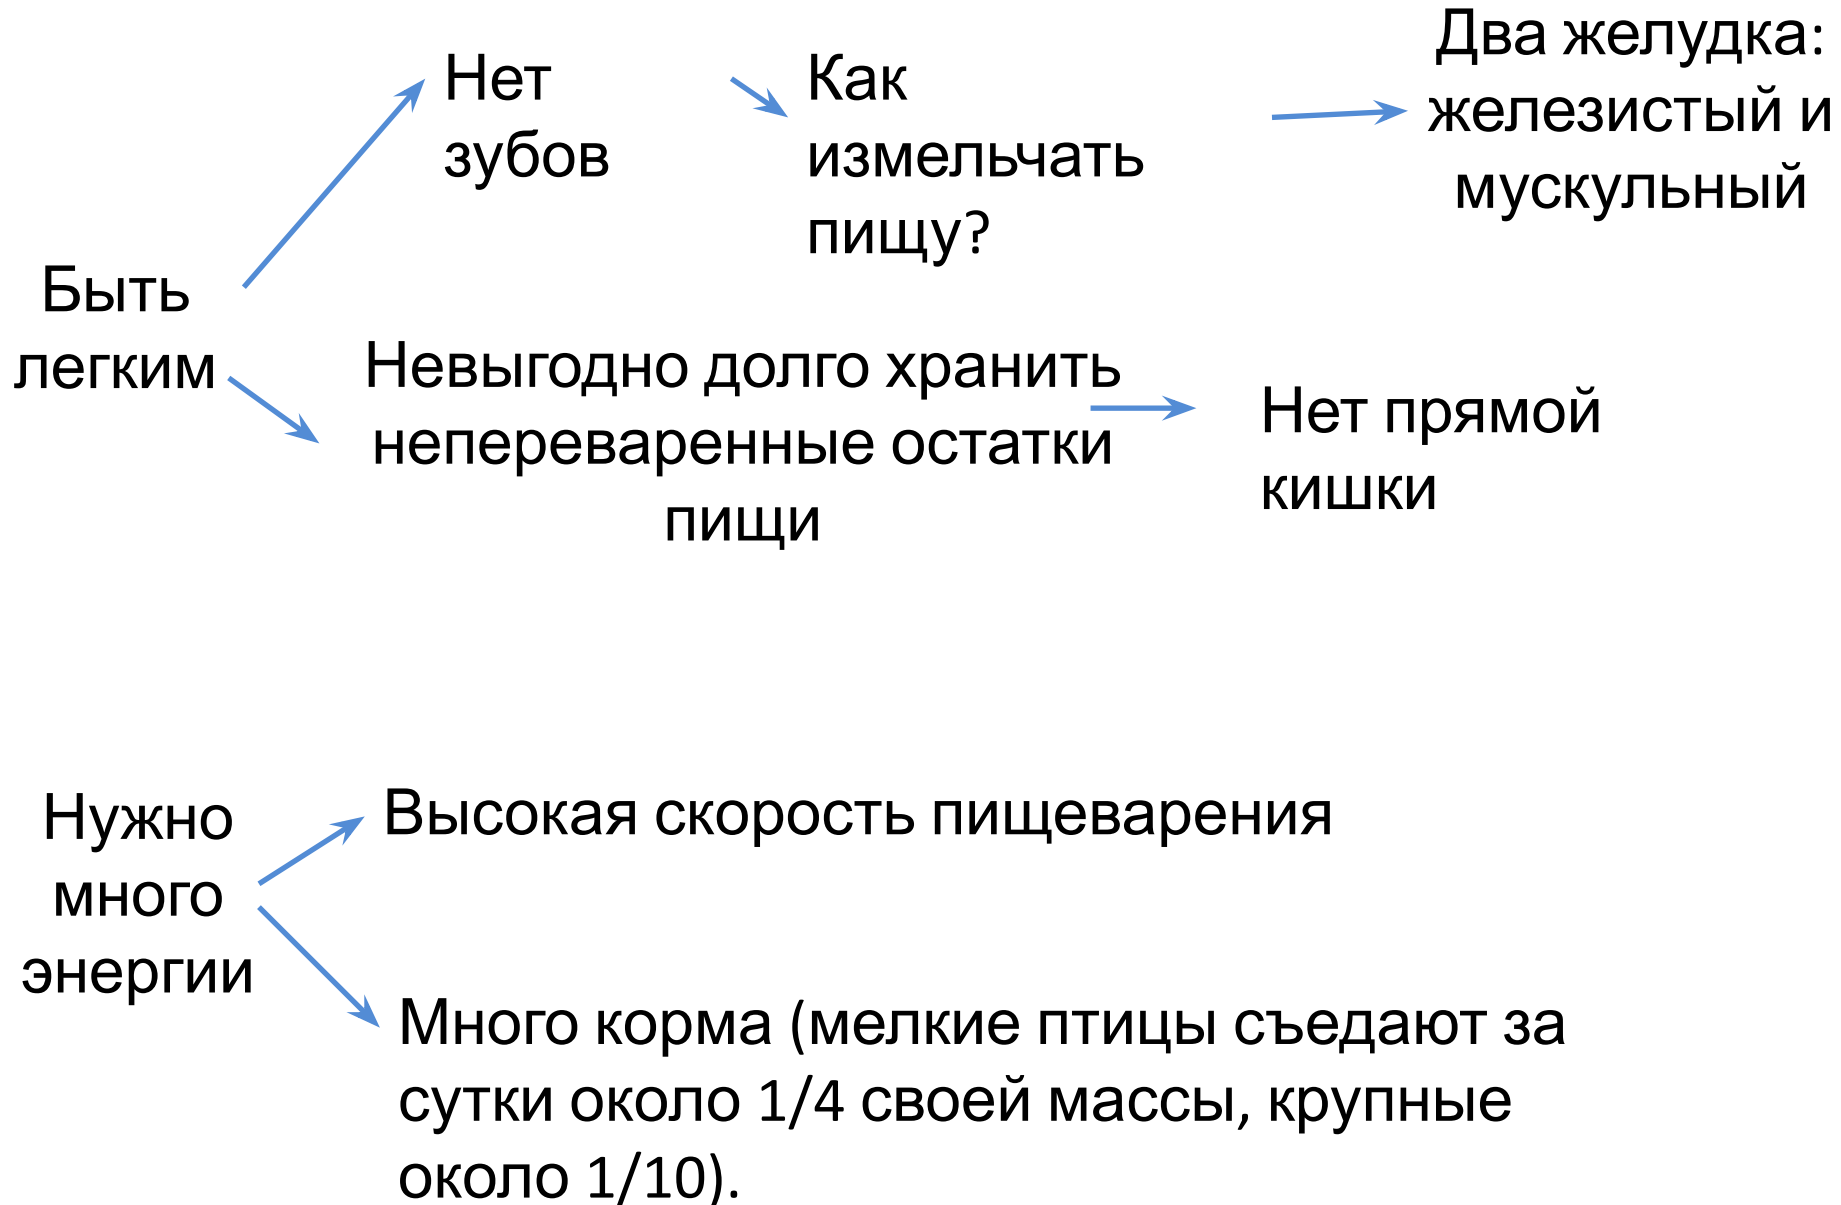 Нет
зубов
Как
измельчать
пищу?
Два желудка:
железистый и
мускульный
Быть
легким
Невыгодно долго хранить
непереваренные остатки
пищи
Нет прямой
кишки
Нужно
много
энергии
Высокая скорость пищеварения
Много корма (мелкие птицы съедают за
сутки около 1/4 своей массы, крупные
около 1/10).